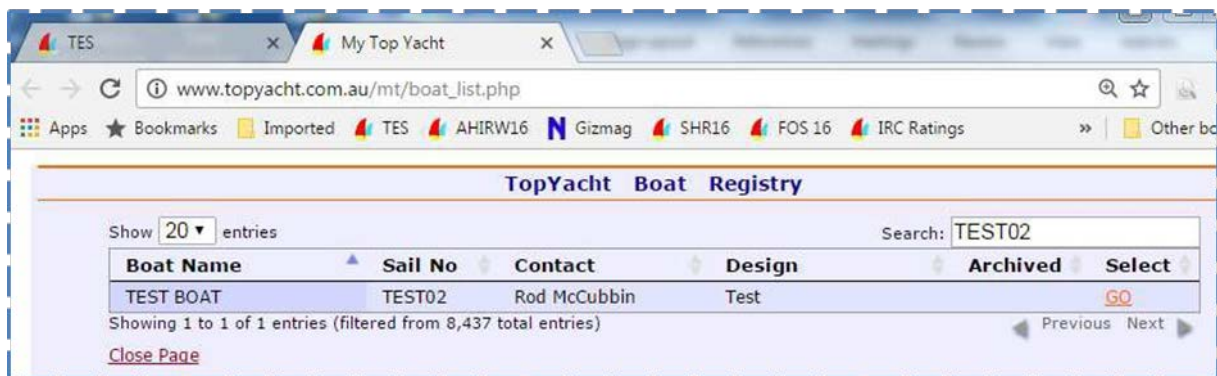 TES My Top Yacht
www.topyacht.com.au/mt/boat_list.php
Apps Bookmarks Imported TES AHIRW16 N Gizmag SHR16 FOS 16 IRC Ratings » Other bo
TopYacht Boat Registry
Show 20 entries Search: TEST02
Boat Name Sail No Contact Design Archived Select
TEST BOAT TEST02 Rod McCubbin Test GO
Showing 1 to 1 of 1 entries (filtered from 8,437 total entries) Previous Next
Close Page